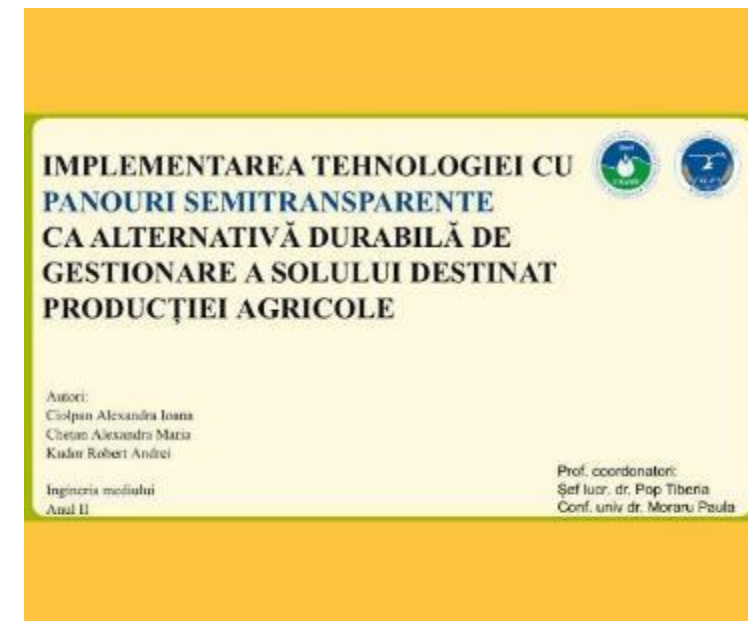 IMPLEMENTAREA TEHNOLOGIEI CU
PANOURI SEMITRANSPARENTE
CA ALTERNATIVĂ DURABILĂ DE
GESTIONARE A SOLULUI DESTINAT
PRODUCȚIEI AGRICOLE
Autori:
Ciolpan Alexandra Ioana
Chetan Alexandra Maria
Kudor Robert Andrei
Ingineria mediului
Anul II
Prof. coordonatori:
Șef lucr. dr. Pop Tiberia
Conf. univ dr. Moraru Paula